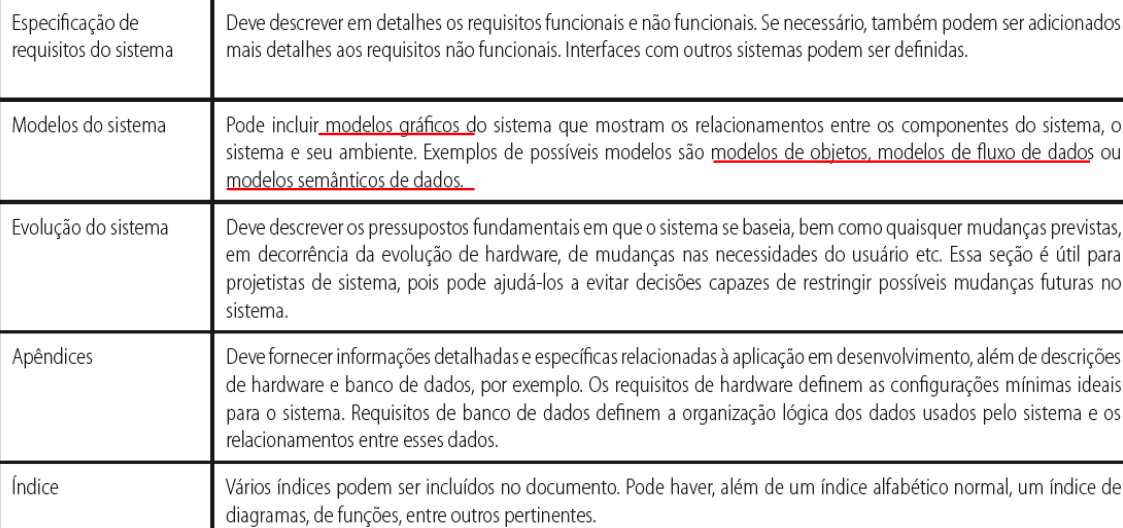 Especificação de
requisitos do sistema
Deve descrever em detalhes os requisitos funcionais e não funcionais. Se necessário, também podem ser adicionados
mais detalhes aos requisitos não funcionais. Interfaces com outros sistemas podem ser definidas.
Modelos do sistema
Pode incluir modelos gráficos do sistema que mostram os relacionamentos entre os componentes do sistema, o
sistema e seu ambiente. Exemplos de possíveis modelos são modelos de objetos, modelos de fluxo de dados ou
modelos semânticos de dados.
Evolução do sistema
Deve descrever os pressupostos fundamentais em que o sistema se baseia, bem como quaisquer mudanças previstas,
em decorrência da evolução de hardware, de mudanças nas necessidades do usuário etc. Essa seção é útil para
projetistas de sistema, pois pode ajudá-los a evitar decisões capazes de restringir possíveis mudanças futuras no
sistema.
Apêndices
Deve fornecer informações detalhadas e específicas relacionadas à aplicação em desenvolvimento, além de descrições
de hardware e banco de dados, por exemplo. Os requisitos de hardware definem as configurações mínimas ideais
para o sistema. Requisitos de banco de dados definem a organização lógica dos dados usados pelo sistema e os
relacionamentos entre esses dados.
Índice
Vários índices podem ser incluídos no documento. Pode haver, além de um índice alfabético normal, um índice de
diagramas, de funções, entre outros pertinentes.